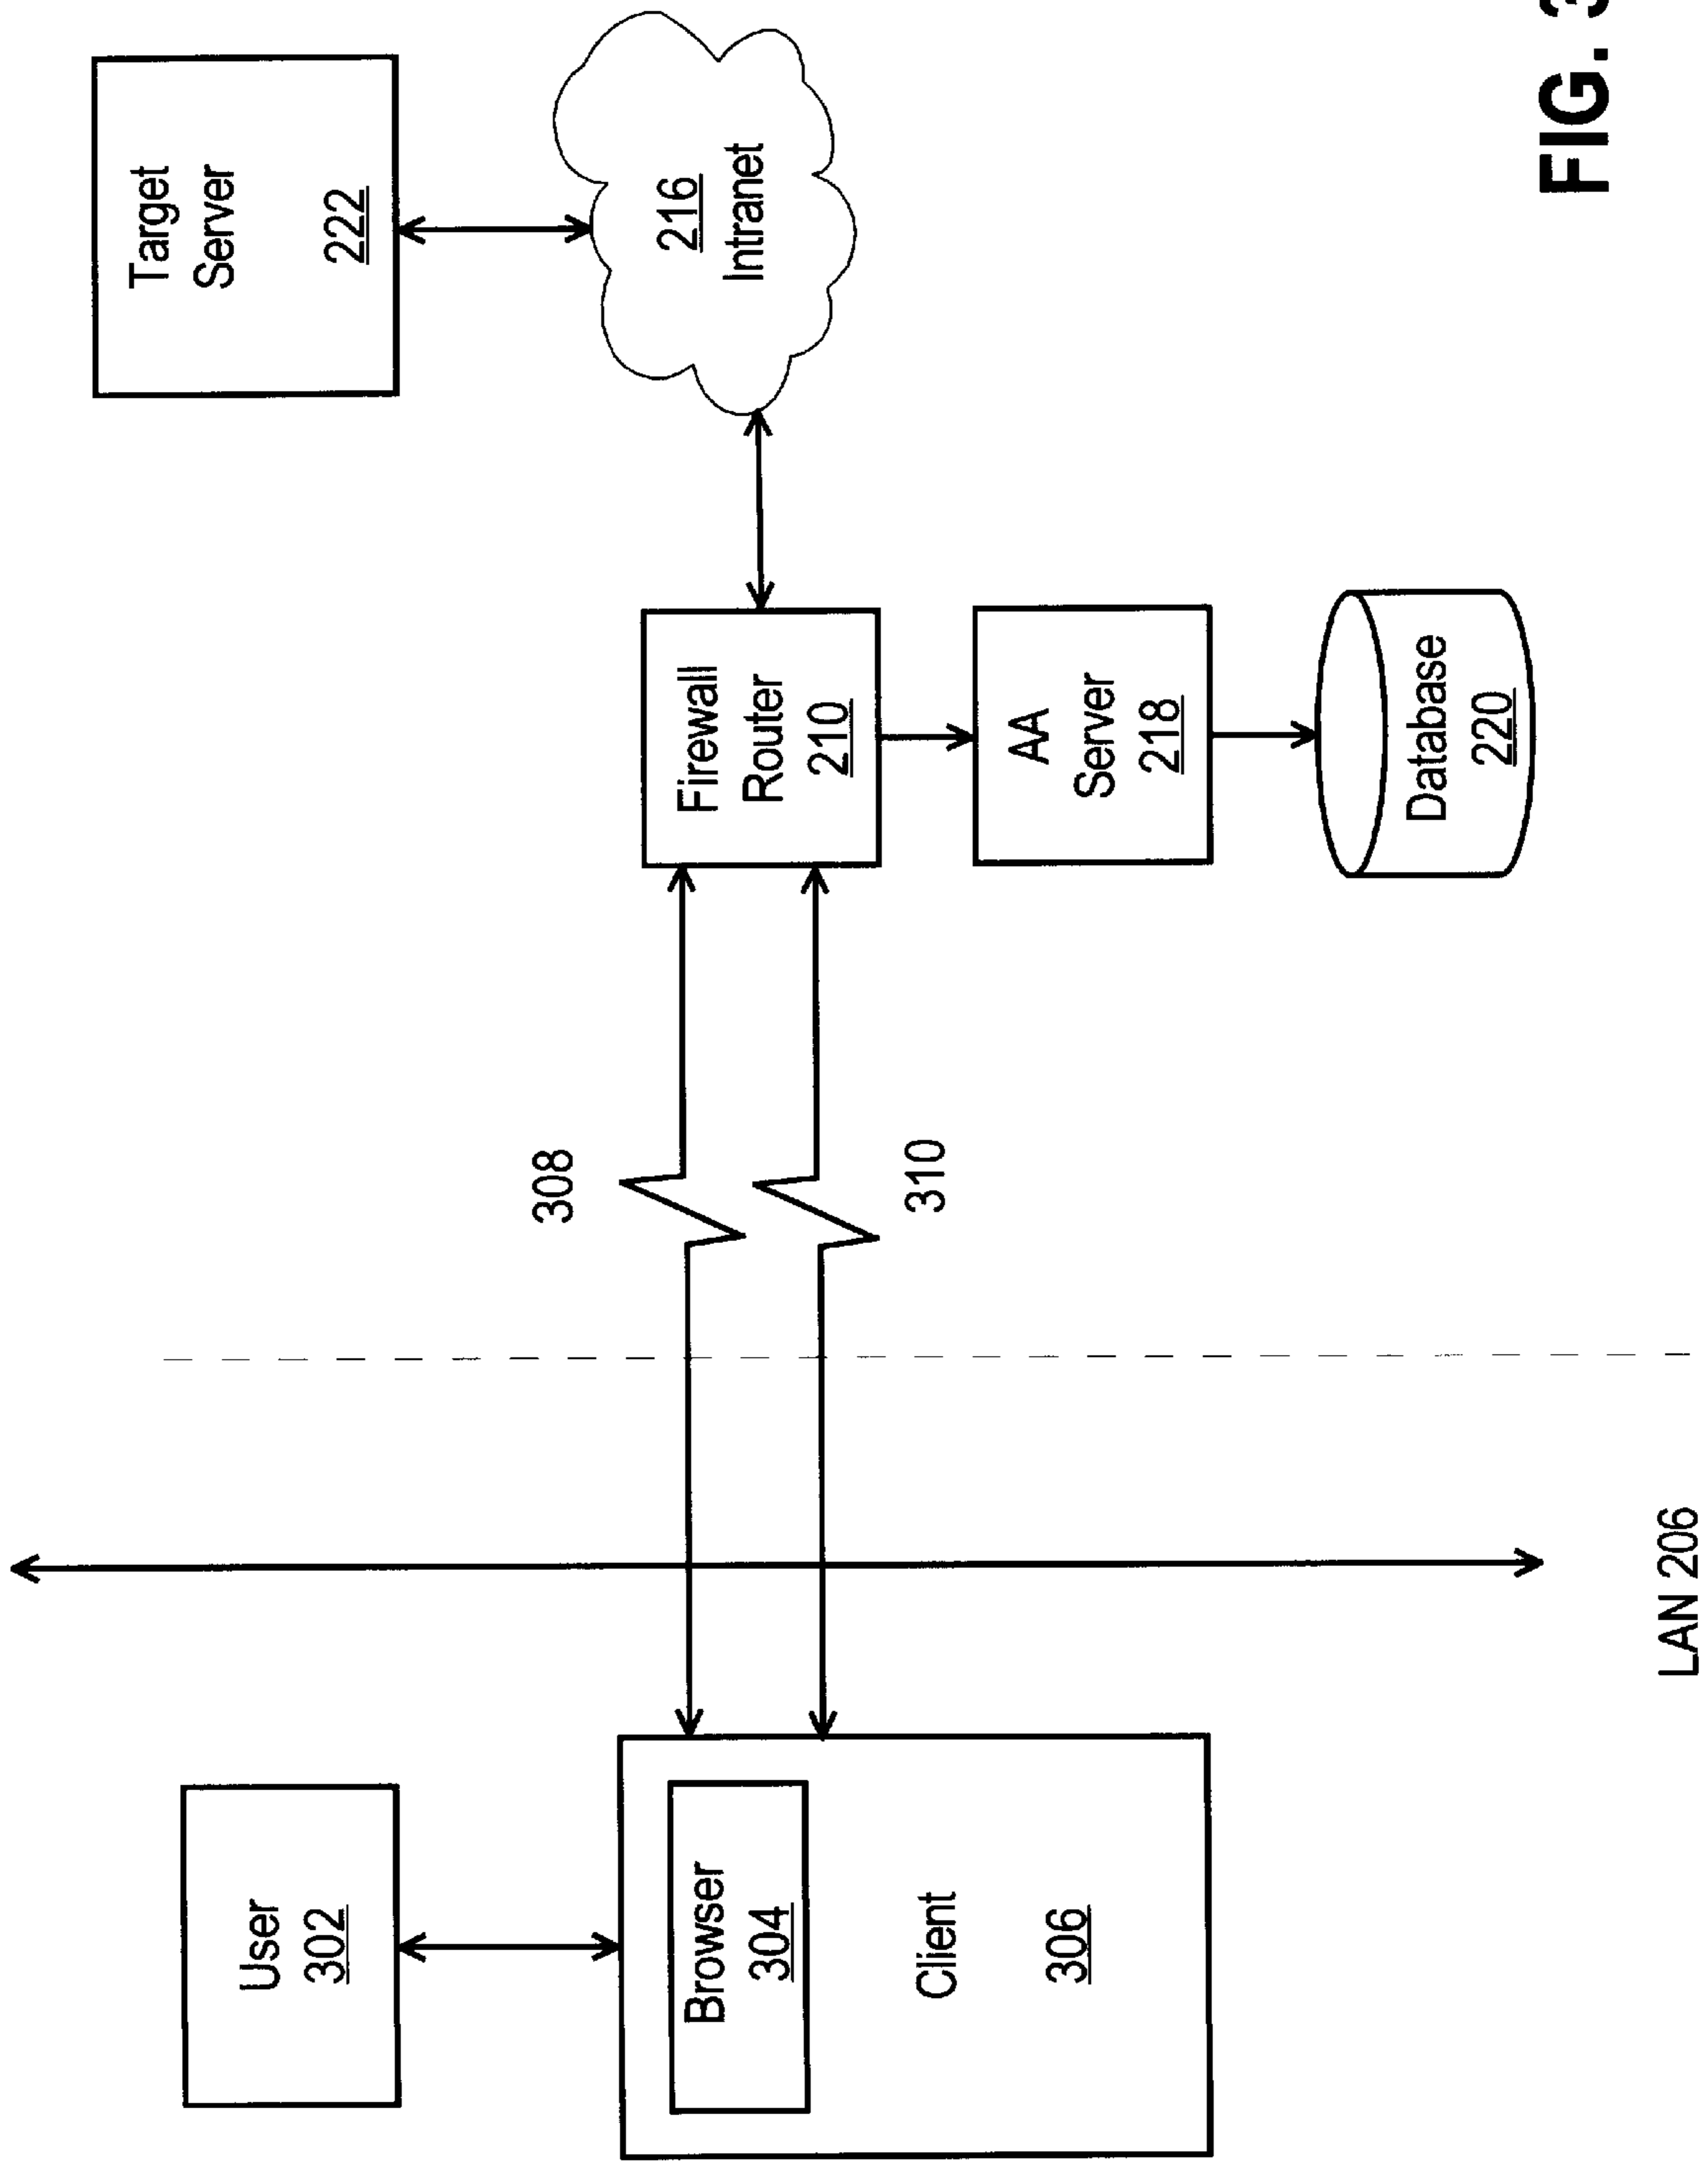 User
302
Browser
304
Client
306
LAN 206
308
310
Firewall
Router
210
AA
Server
218
Database
220
Target
Server
222
216
Intranet
FIG. 3